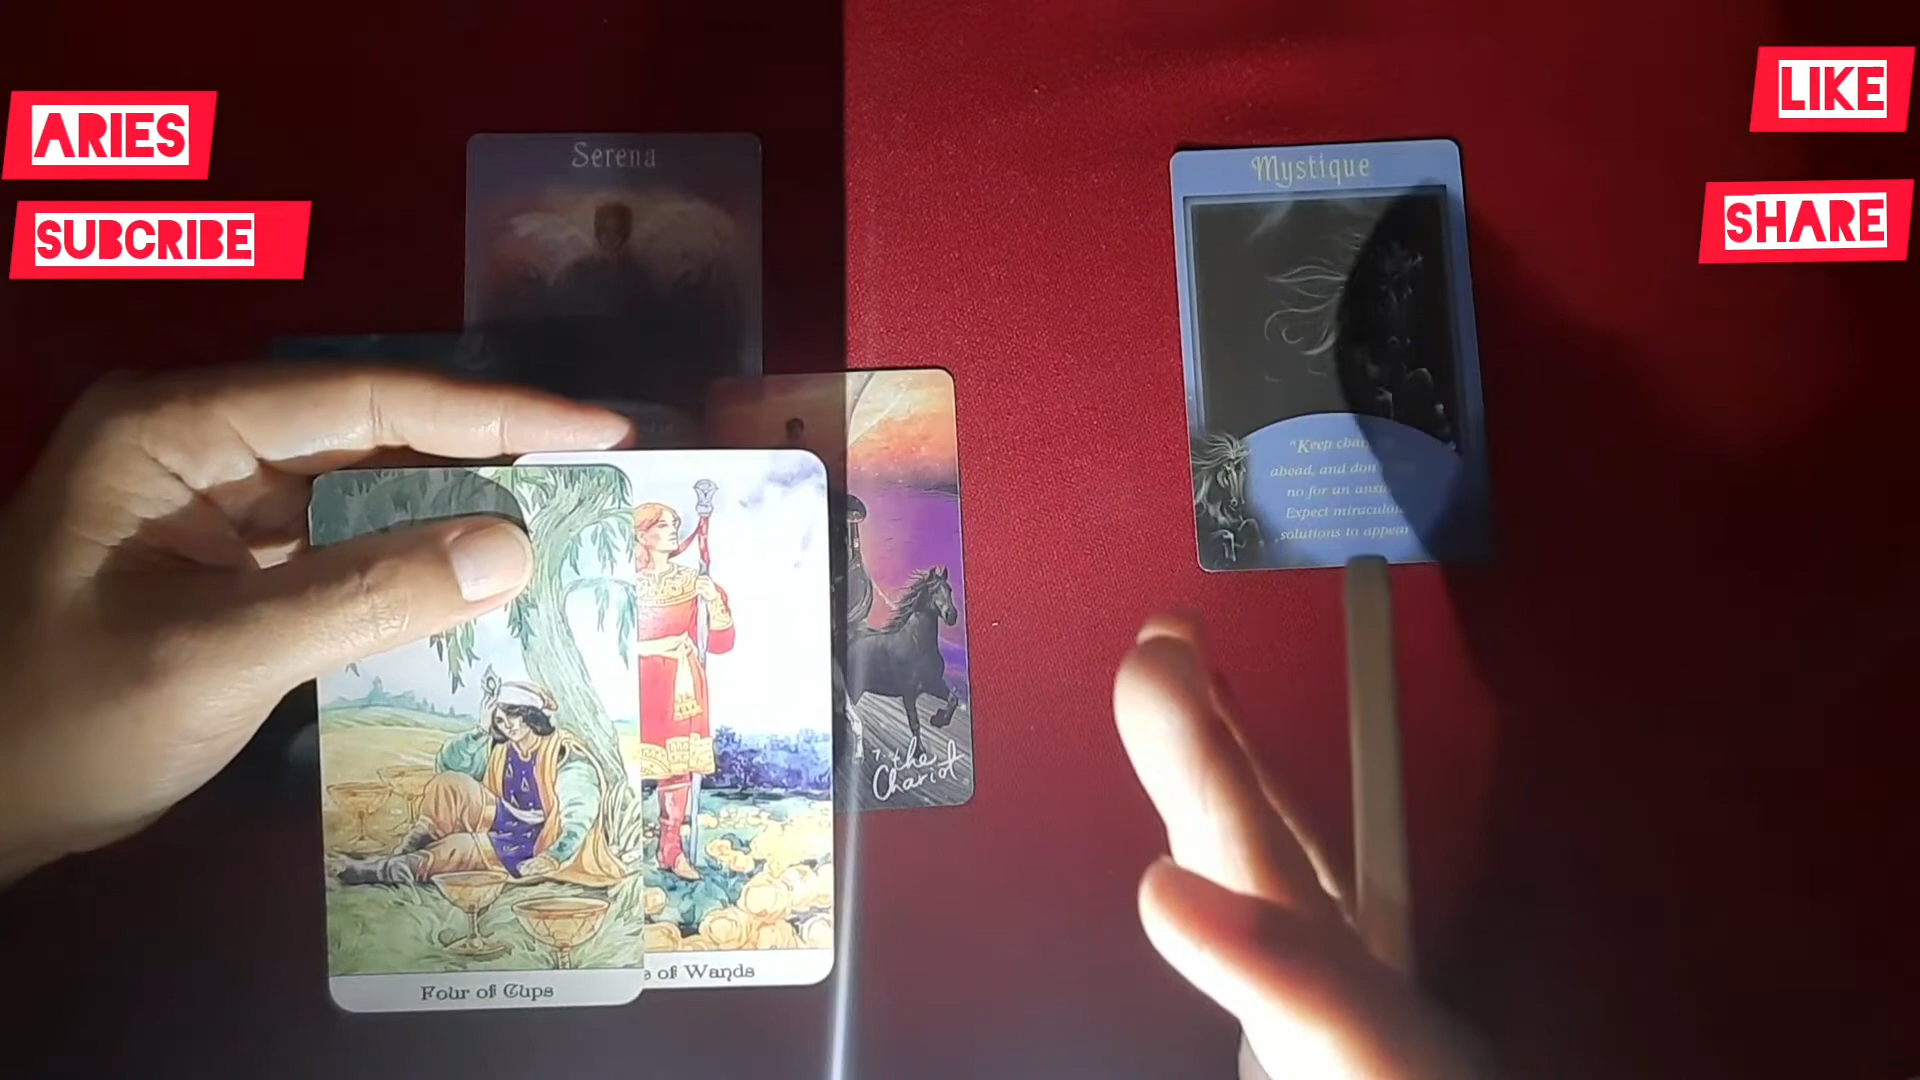 ARIES
SUBCRIBE
LIKE
SHARE
Serena
Mystique
"Keep
ahead, and don
no for an
Expect
solutions to appear
7.
the
Chariot
Four of Cups
of Wands